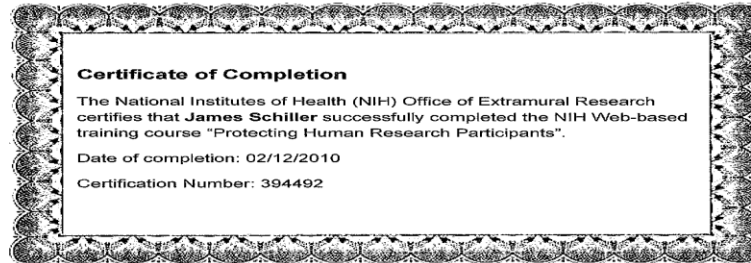 Certificate of Completion
The National Institutes of Health (NIH) Office of Extramural Research
certifies that James Schiller successfully completed the NIH Web-based
training course "Protecting Human Research Participants".
Date of completion: 02/12/2010
Certification Number: 394492